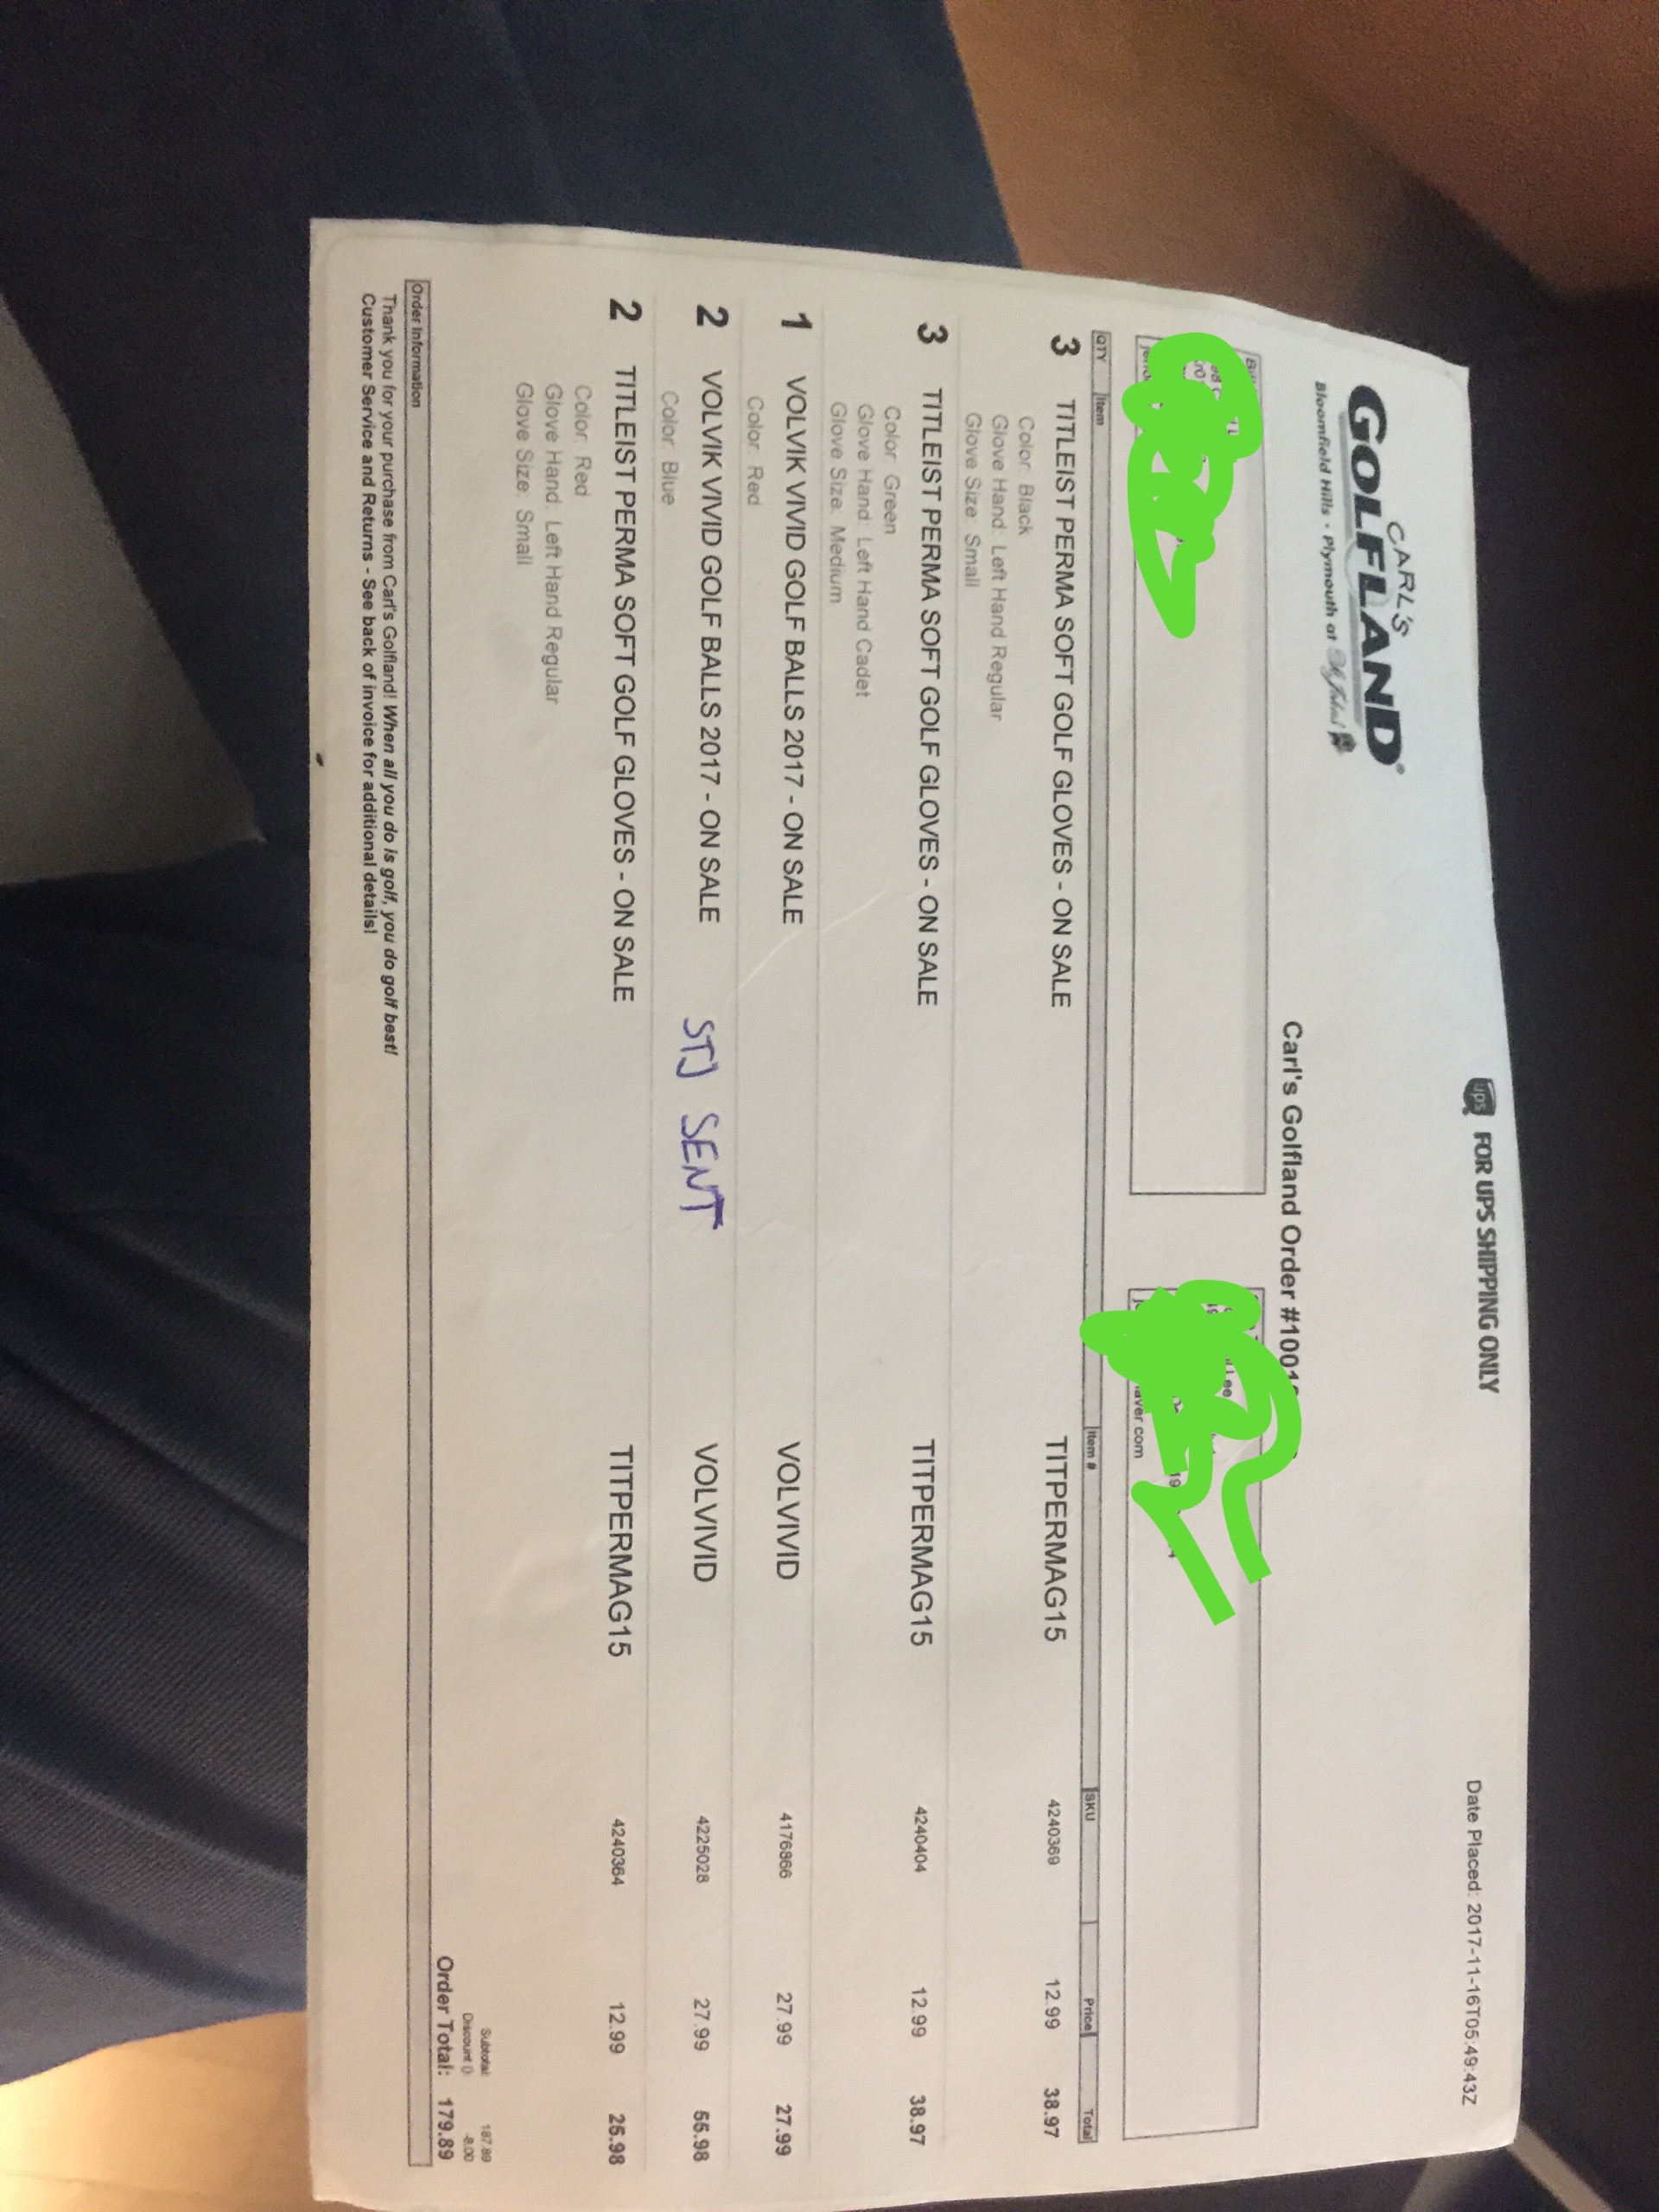 ups FOR UPS SHIPPING ONLY
Date Placed: 2017-11-16T05:49:43Z
CARL'S
GOLFLAND®
Bloomfield Hills • Plymouth at
Carl's Golfland Order #1001
Lee
19
naver.com
QTY Item Item # SKU Price Total
3 TITLEIST PERMA SOFT GOLF GLOVES - ON SALE TITPERMAG15 4240369 12.99 38.97
Color: Black
Glove Hand: Left Hand Regular
Glove Size: Small
3 TITLEIST PERMA SOFT GOLF GLOVES - ON SALE TITPERMAG15 4240404 12.99 38.97
Color: Green
Glove Hand: Left Hand Cadet
Glove Size: Medium
1 VOLVIK VIVID GOLF BALLS 2017 - ON SALE VOLVIVID 4176866 27.99 27.99
Color: Red
2 VOLVIK VIVID GOLF BALLS 2017 - ON SALE STJ SENT VOLVIVID 4225028 27.99 55.98
Color: Blue
2 TITLEIST PERMA SOFT GOLF GLOVES - ON SALE TITPERMAG15 4240364 12.99 25.98
Color: Red
Glove Hand: Left Hand Regular
Glove Size: Small
Subtotal: 187.89
Discount (): -8.00
Order Total: 179.89
Order Information
Thank you for your purchase from Carl's Golfland! When all you do is golf, you do golf best!
Customer Service and Returns - See back of invoice for additional details!